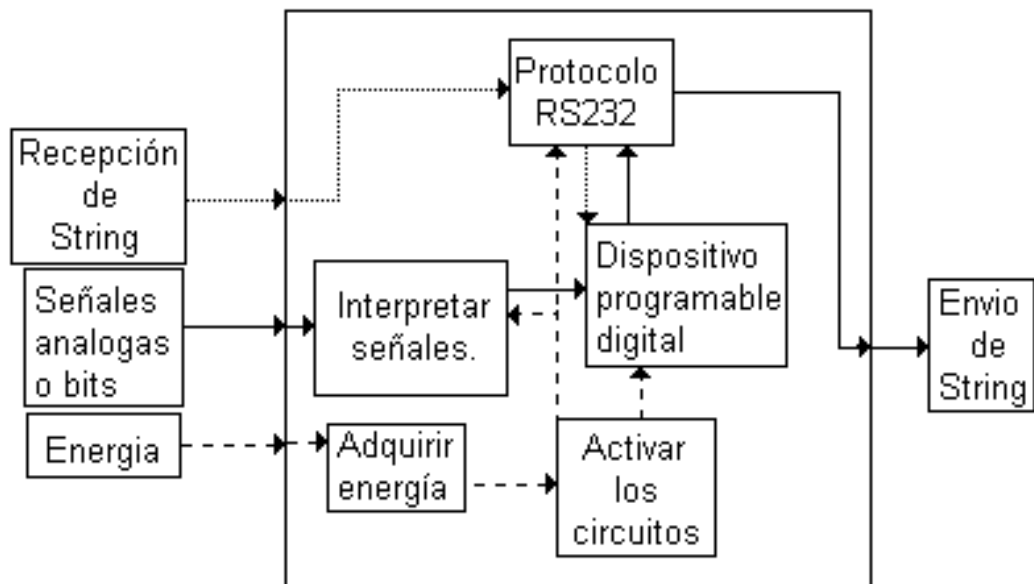 Protocolo
RS232
Recepción
de
String
Señales
analogas
o bits
Interpretar
señales.
Dispositivo
programable
digital
Envio
de
String
Energia
Adquirir
energía
Activar
los
circuitos